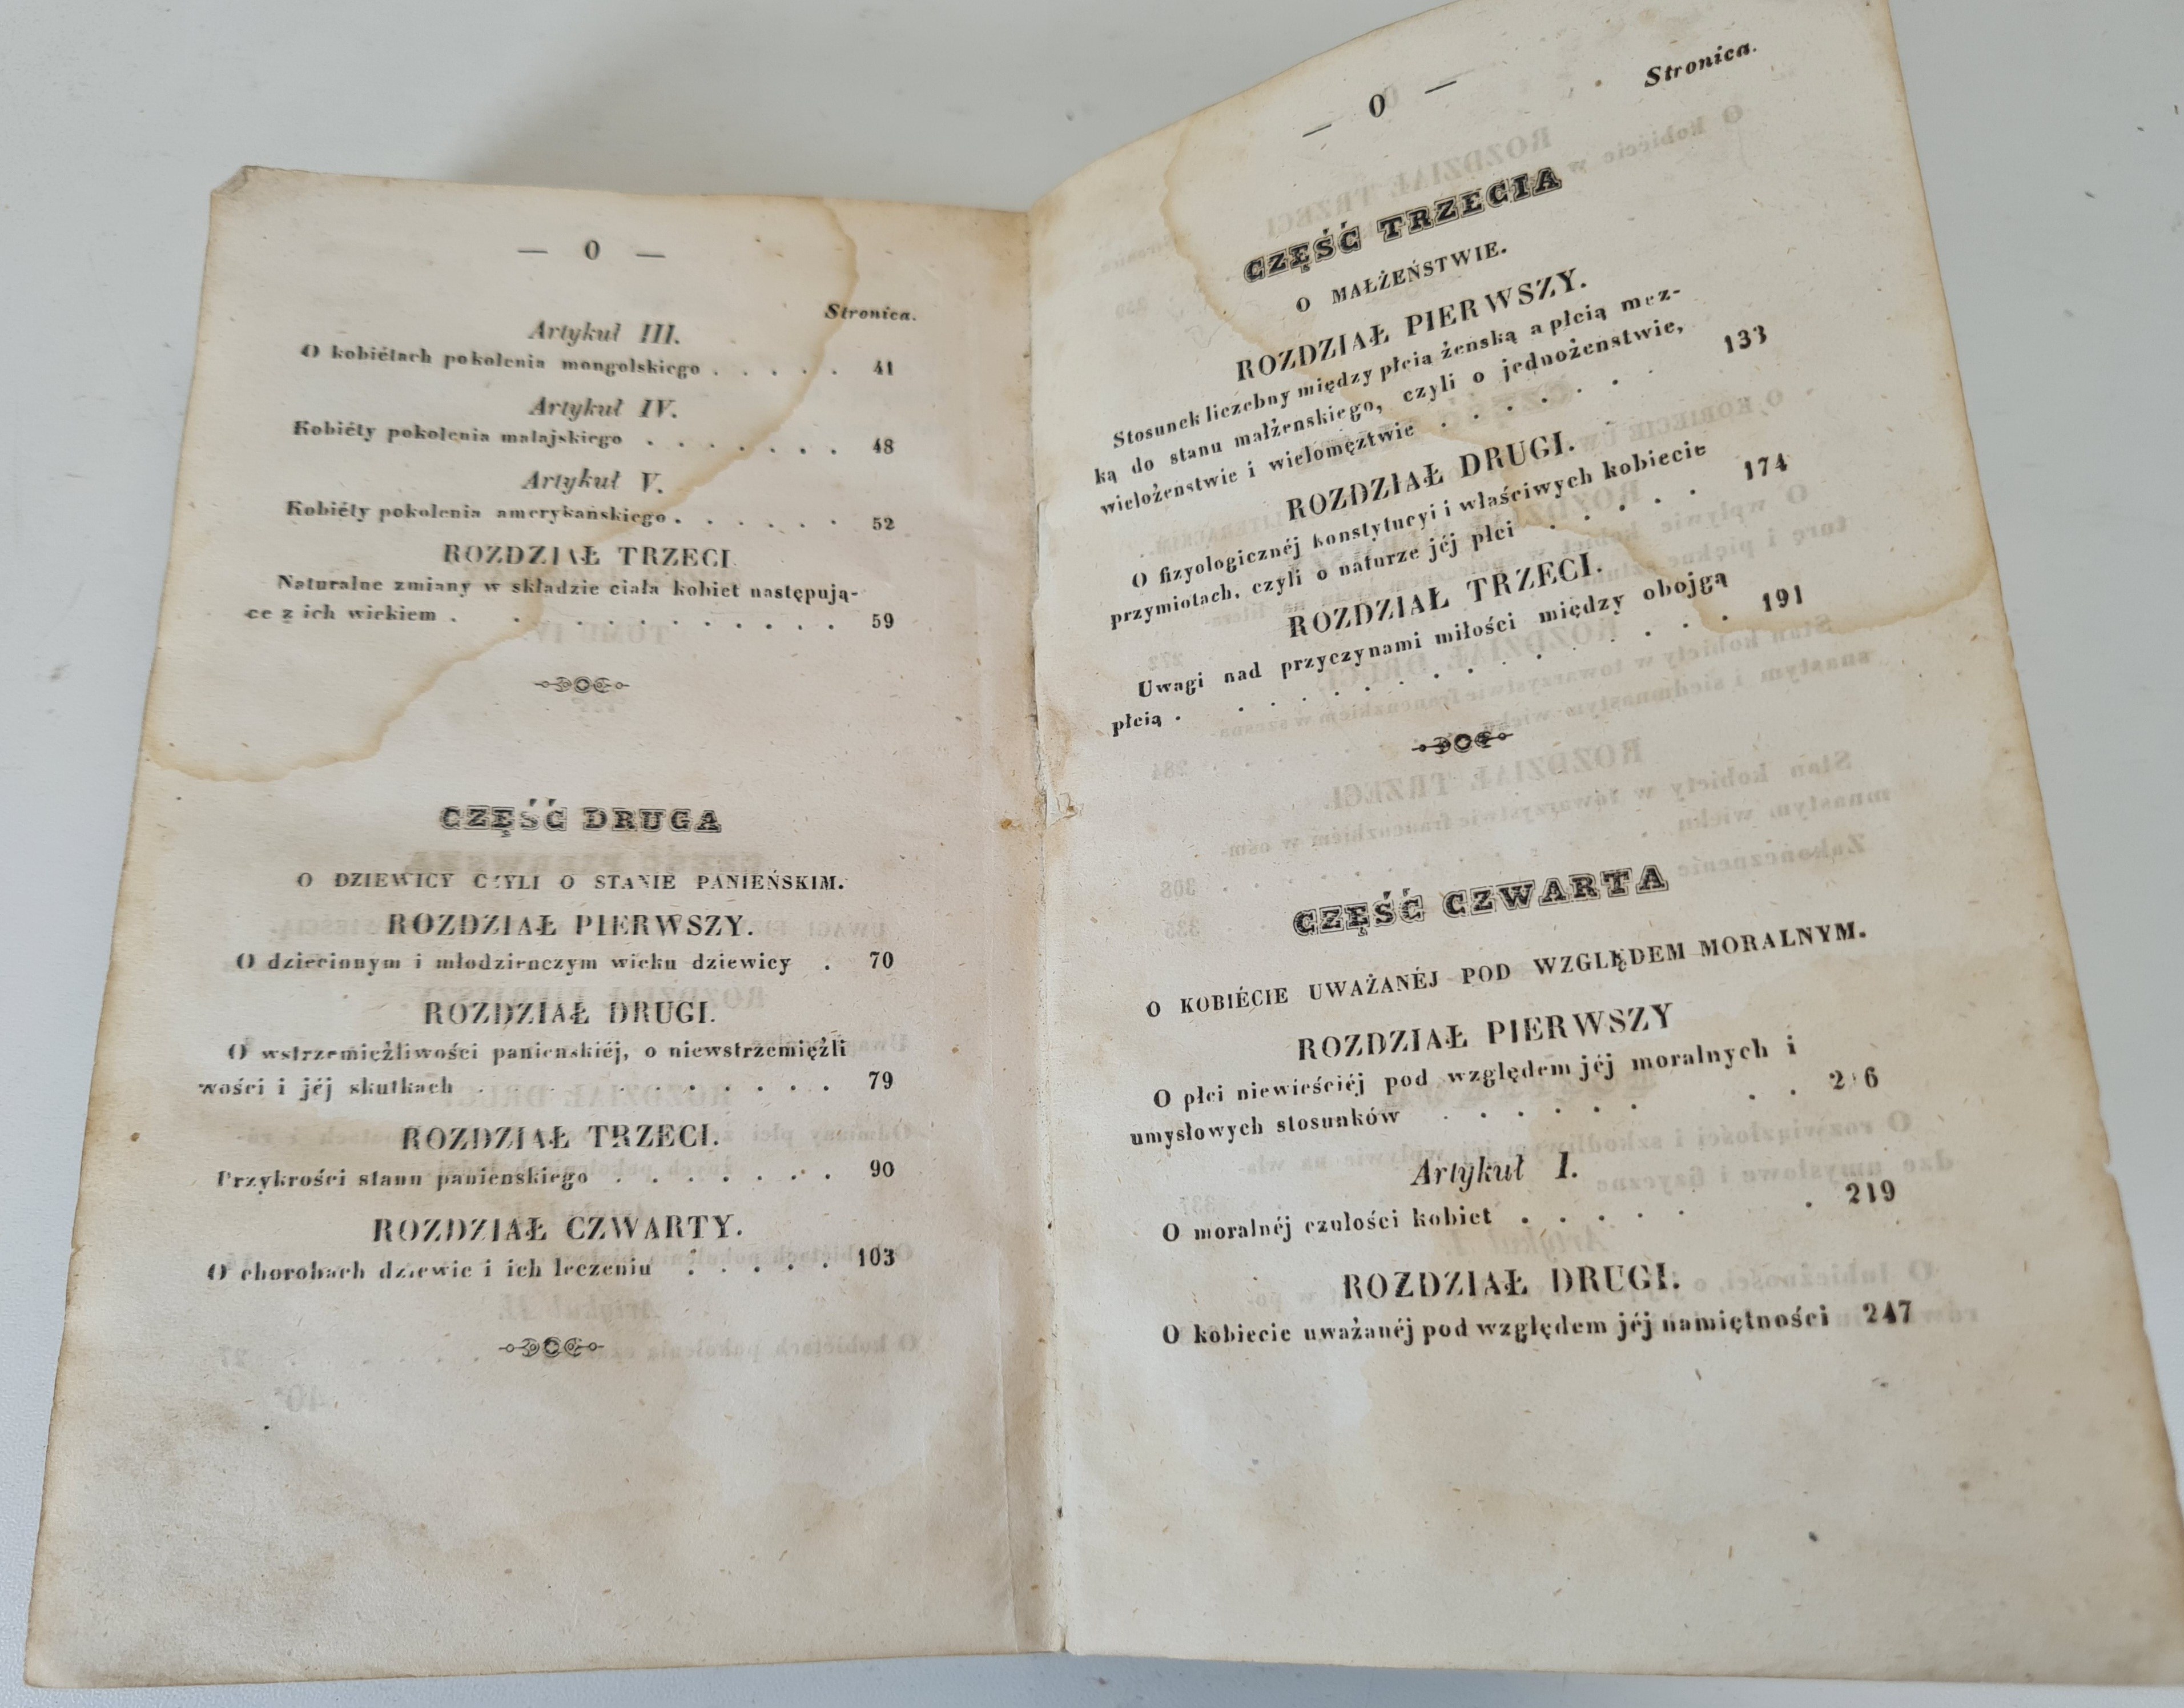 — 0 —
Stronica.
Artykuł III.
O kobiétach pokolenia mongolskiego . . . . . 41
Artykuł IV.
Kobiéty pokolenia malajskiego . . . . . . . 48
Artykuł V.
Kobiéty pokolenia amerykańskiego . . . . . . 52
ROZDZIAŁ TRZECI
Naturalne zmiany w składzie ciała kobiet następują-
ce z ich wiekiem . . . . . . . . . . . 59
CZĘŚĆ DRUGA
O DZIEWICY CZYLI O STANIE PANIEŃSKIM.
ROZDZIAŁ PIERWSZY.
O dziecinnym i młodzieńczym wieku dziewicy . 70
ROZDZIAŁ DRUGI.
O wstrzemięźliwości panieńskiéj, o niewstrzemięźli
wości i jéj skutkach . . . . . . . . . 79
ROZDZIAŁ TRZECI.
Przykrości stanu panieńskiego . . . . . . . 90
ROZDZIAŁ CZWARTY.
O chorobach dziewic i ich leczeniu . . . . . 103
— 0 —
Stronica.
CZĘŚĆ TRZECIA
O MAŁŻEŃSTWIE.
ROZDZIAŁ PIERWSZY.
Stosunek liczebny między płcią żeńską a płcią mez-
ką do stanu małżeńskiego, czyli o jednożeństwie,
wielożeństwie i wielomęztwie . . . . . . . 133
ROZDZIAŁ DRUGI.
O fizyologicznéj konstytucyi i właściwych kobiecie
przymiotach, czyli o naturze jéj płci . . . . . 174
ROZDZIAŁ TRZECI.
Uwagi nad przyczynami miłości między obojgą
płcią . . . . . . . . . . . . . . . . . 191
CZĘŚĆ CZWARTA
O KOBIÉCIE UWAŻANÉJ POD WZGLĘDEM MORALNYM.
ROZDZIAŁ PIERWSZY
O płci niewieściéj pod względem jéj moralnych i
umysłowych stosunków . . . . . . . .
Artykuł I.
O moralnéj czułości kobiet . . . . . . 219
ROZDZIAŁ DRUGI.
O kobiecie uważanéj pod względem jéj namiętności 247